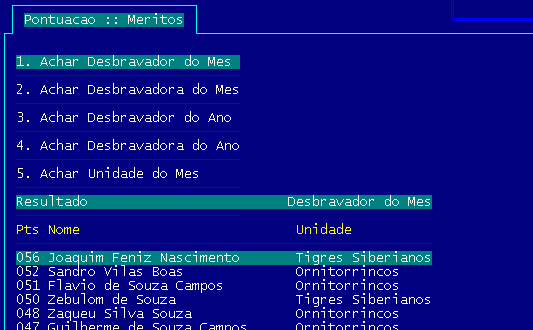 Pontuacao :: Meritos
1. Achar Desbravador do Mes
2. Achar Desbravadora do Mes
3. Achar Desbravador do Ano
4. Achar Desbravadora do Ano
5. Achar Unidade do Mes
Resultado Desbravador do Mes
Pts Nome Unidade
056 Joaquim Feniz Nascimento Tigres Siberianos
052 Sandro Vilas Boas Ornitorrincos
051 Flavio de Souza Campos Ornitorrincos
050 Zebulom de Souza Tigres Siberianos
048 Zaqueu Silva Souza Ornitorrincos
047 Guilherme de Souza Campos Ornitorrincos